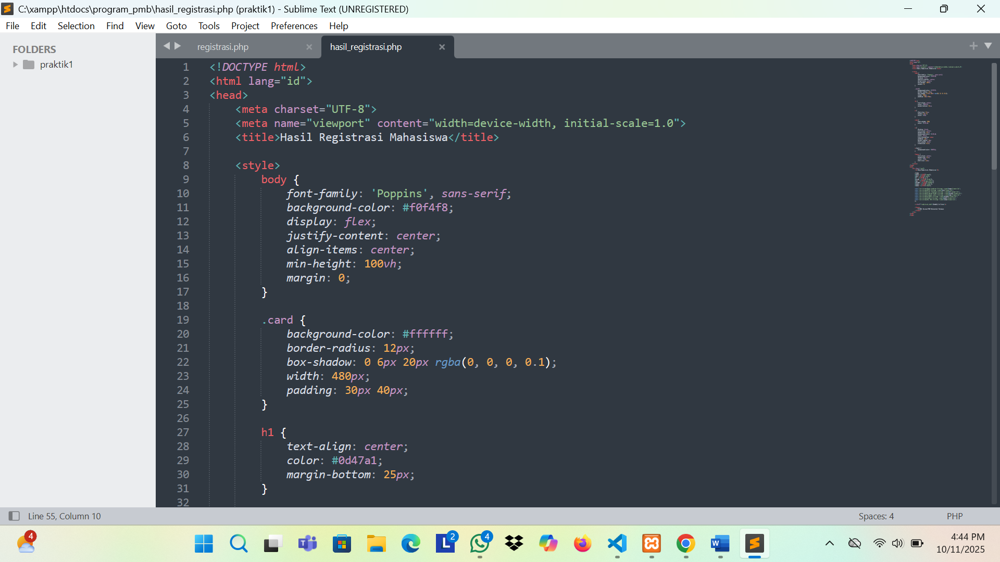 C:\xampp\htdocs\program_pmb\hasil_registrasi.php (praktik1) - Sublime Text (UNREGISTERED)
File Edit Selection Find View Goto Tools Project Preferences Help
FOLDERS
praktik1
registrasi.php
hasil_registrasi.php
1 <!DOCTYPE html>
2 <html lang="id">
3 <head>
4 <meta charset="UTF-8">
5 <meta name="viewport" content="width=device-width, initial-scale=1.0">
6 <title>Hasil Registrasi Mahasiswa</title>
7
8 <style>
9 body {
10 font-family: 'Poppins', sans-serif;
11 background-color: #f0f4f8;
12 display: flex;
13 justify-content: center;
14 align-items: center;
15 min-height: 100vh;
16 margin: 0;
17 }
18
19 .card {
20 background-color: #ffffff;
21 border-radius: 12px;
22 box-shadow: 0 6px 20px rgba(0, 0, 0, 0.1);
23 width: 480px;
24 padding: 30px 40px;
25 }
26
27 h1 {
28 text-align: center;
29 color: #0d47a1;
30 margin-bottom: 25px;
31 }
32
Line 55, Column 10
Spaces: 4
PHP
4
2
4
4:44 PM
10/11/2025